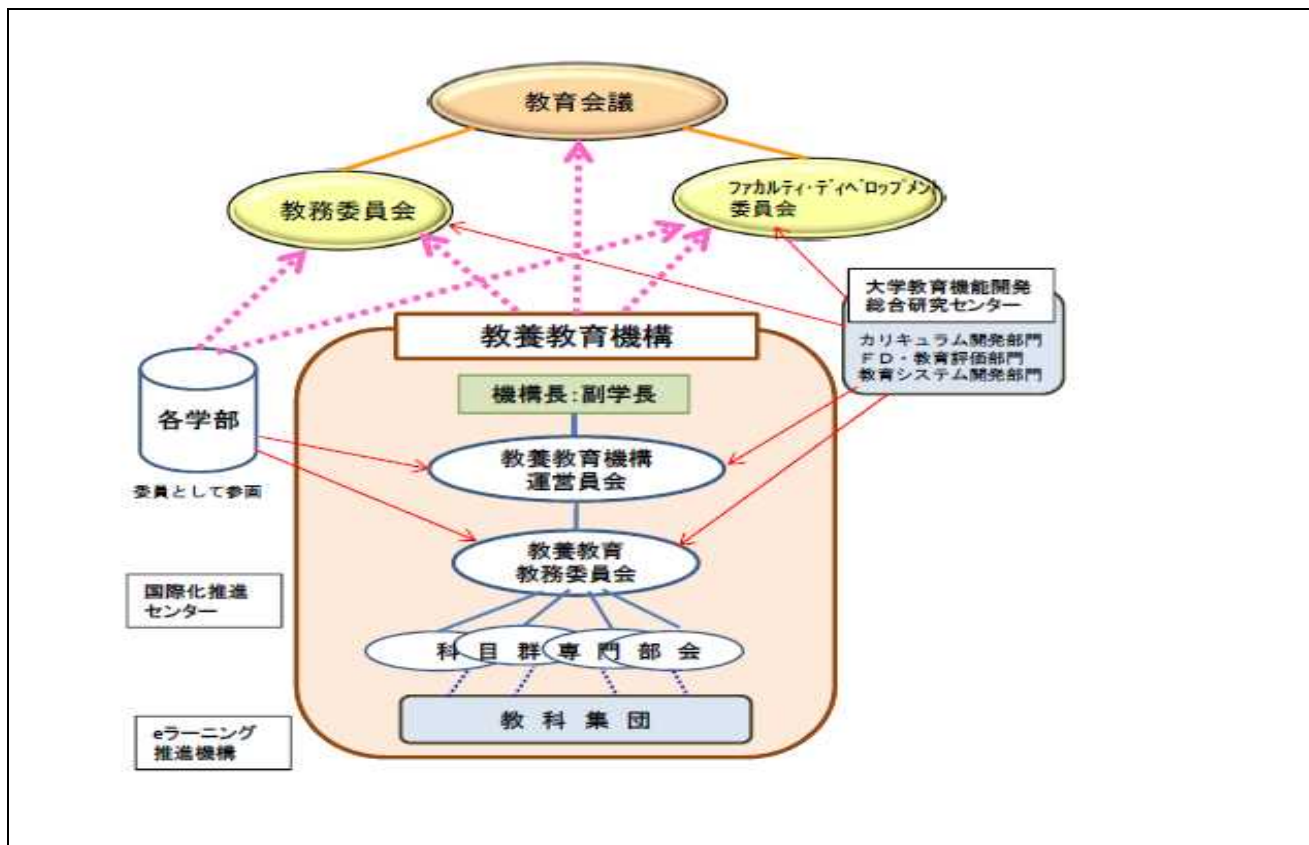 教育会議
教務委員会
ファカルティ・ディベロップメント
委員会
大学教育機能開発
総合研究センター
カリキュラム開発部門
FD・教育評価部門
教育システム開発部門
教養教育機構
機構長:副学長
各学部
委員として参画
教養教育機構
運営員会
教養教育
教務委員会
国際化推進
センター
科目群専門部会
教科集団
eラーニング
推進機構